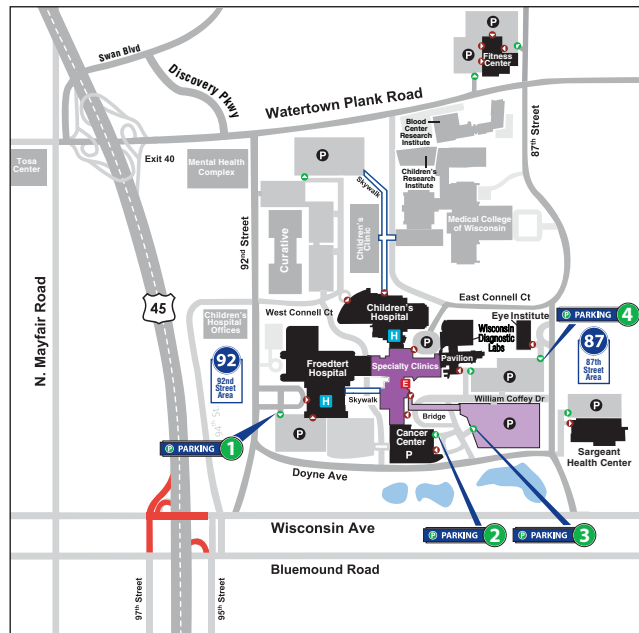 P
Swan Blvd
Fitness
Center
P
P
Discovery Pkwy
Watertown Plank Road
87th Street
Blood
Center
Research
Institute
Exit 40
Tosa
Center
Mental Health
Complex
P
Children's
Research
Institute
Skywalk
92nd Street
Medical College
of Wisconsin
Curative
Children's
Clinic
N. Mayfair Road
45
East Connell Ct
P PARKING 4
West Connell Ct
Children's
Hospital
Eye Institute
Children's
Hospital
Offices
H
P
Wisconsin
Diagnostic
Labs
87
87th Street
Area
92
92nd Street
Area
Froedtert
Hospital
Specialty Clinics
Pavilion
P
E
H
Skywalk
William Coffey Dr
94th St.
Bridge
P
P
P PARKING 1
P
Cancer
Center
P
Sargeant
Health Center
Doyne Ave
Wisconsin Ave
P PARKING 2
P PARKING 3
Bluemound Road
97th Street
95th Street